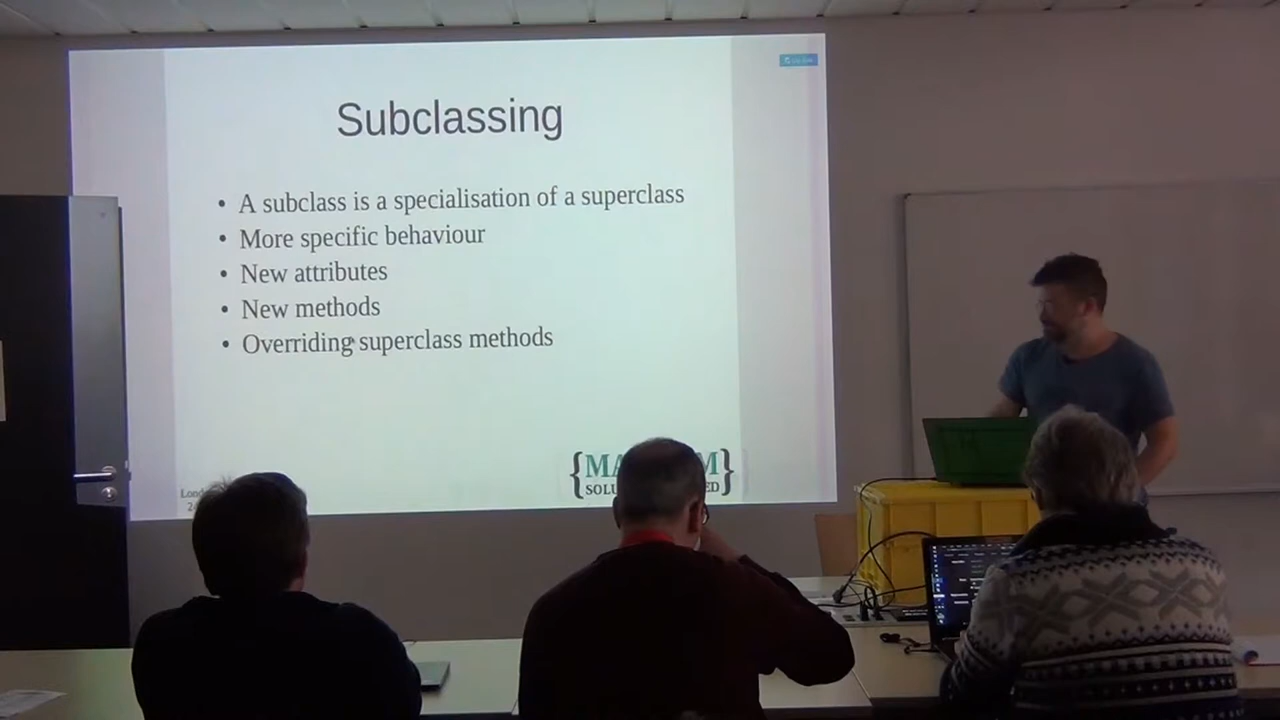 Subclassing
• A subclass is a specialisation of a superclass
• More specific behaviour
• New attributes
• New methods
• Overriding superclass methods